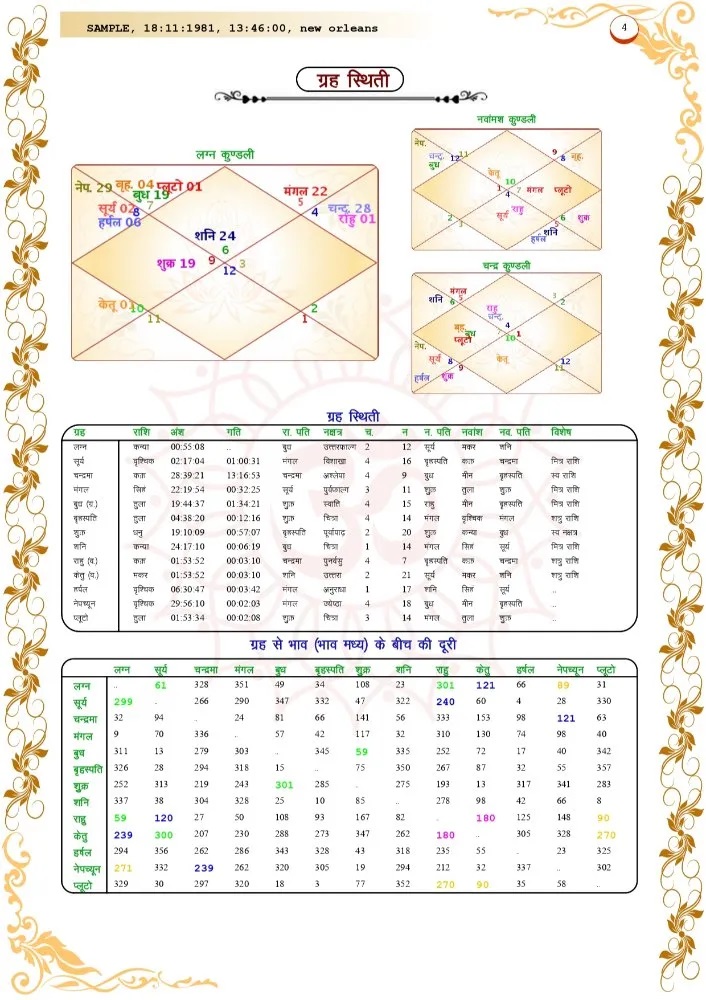 SAMPLE, 18:11:1981, 13:46:00, new orleans
4
ग्रह स्थिती
लग्न कुण्डली
नेप. 29 बृह. 04 प्लूटो 01
बुध 19
सूर्य 02 8 7
हर्षल 06
मंगल 22
5
4 चन्द्र. 28
राहु 01
शनि 24
6
शुक्र 19 9 3
12
केतू 01 10
11
2
1
नवांमश कुण्डली
नेप.
चन्द्र. 12 11
बुध
9
8 बृह.
केतू
10
1 7 मंगल प्लूटो
4
सूर्य राहु
2 3
6 शुक्र
5
शनि
हर्षल
चन्द्र कुण्डली
शनि मंगल
6 5
3
2
राहु
चन्द्र.
4
बृह.
बुध
प्लूटो 7 1
10
नेप.
सूर्य 8
9
हर्षल शुक्र
केतू
12
11
ग्रह स्थिती
ग्रह राशि अंश गति रा. पति नक्षत्र च. न न. पति नवांश नव. पति विशेष
लग्न कन्या 00:55:08 .. बुध उत्तरफाल्ग 2 12 सूर्य मकर शनि
सूर्य वृश्चिक 02:17:04 01:00:31 मंगल विशाखा 4 16 बृहस्पति कर्क चन्द्रमा मित्र राशि
चन्द्रमा कर्क 28:39:21 13:16:53 चन्द्रमा अश्लेषा 4 9 बुध मीन बृहस्पति स्व राशि
मंगल सिंह 22:19:54 00:32:25 सूर्य पूर्वफाल्ग 3 11 शुक्र तुला शुक्र मित्र राशि
बुध (व.) तुला 19:44:37 01:34:21 शुक्र स्वाति 4 15 राहु मीन बृहस्पति मित्र राशि
बृहस्पति तुला 04:38:20 00:12:16 शुक्र चित्रा 4 14 मंगल वृश्चिक मंगल शत्रु राशि
शुक्र धनु 19:10:09 00:57:07 बृहस्पति पूर्वाषाढ़ 2 20 शुक्र कन्या बुध स्व नक्षत्र
शनि कन्या 24:17:10 00:06:19 बुध चित्रा 1 14 मंगल सिंह सूर्य मित्र राशि
राहु (व.) कर्क 01:53:52 00:03:10 चन्द्रमा पुनर्वसु 4 7 बृहस्पति कर्क चन्द्रमा शत्रु राशि
केतु (व.) मकर 01:53:52 00:03:10 शनि उत्तरा 2 21 सूर्य मकर शनि शत्रु राशि
हर्षल वृश्चिक 06:30:47 00:03:42 मंगल अनुराधा 1 17 शनि सिंह सूर्य ..
नेपच्यून वृश्चिक 29:56:10 00:02:03 मंगल ज्येष्ठा 4 18 बुध मीन बृहस्पति ..
प्लूटो तुला 01:53:34 00:02:08 शुक्र चित्रा 3 14 मंगल तुला शुक्र ..
ग्रह से भाव (भाव मध्य) के बीच की दूरी
लग्न सूर्य चन्द्रमा मंगल बुध बृहस्पति शुक्र शनि राहु केतु हर्षल नेपच्यून प्लूटो
लग्न .. 61 328 351 49 34 108 23 301 121 66 89 31
सूर्य 299 . 266 290 347 332 47 322 240 60 4 28 330
चन्द्रमा 32 94 .. 24 81 66 141 56 333 153 98 121 63
मंगल 9 70 336 .. 57 42 117 32 310 130 74 98 40
बुध 311 13 279 303 .. 345 59 335 252 72 17 40 342
बृहस्पति 326 28 294 318 15 .. 75 350 267 87 32 55 357
शुक्र 252 313 219 243 301 285 . 275 193 13 317 341 283
शनि 337 38 304 328 25 10 85 .. 278 98 42 66 8
राहु 59 120 27 50 108 93 167 82 . 180 125 148 90
केतु 239 300 207 230 288 273 347 262 180 .. 305 328 270
हर्षल 294 356 262 286 343 328 43 318 235 55 .. 23 325
नेपच्यून 271 332 239 262 320 305 19 294 212 32 337 .. 302
प्लूटो 329 30 297 320 18 3 77 352 270 90 35 58 ..